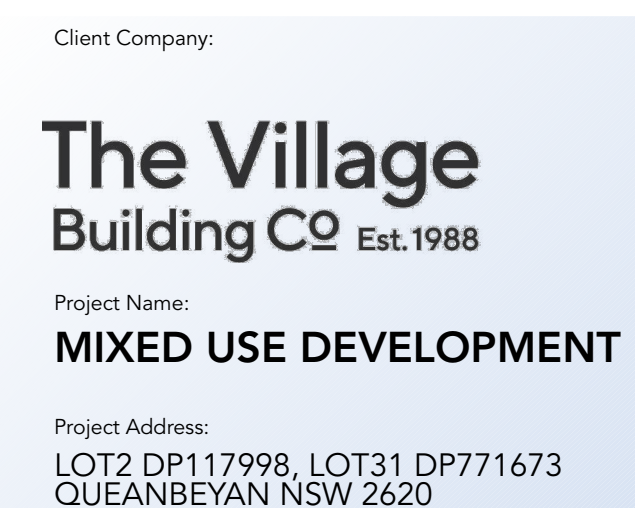 Client Company:
The Village
Building Co Est. 1988
Project Name:
MIXED USE DEVELOPMENT
Project Address:
LOT2 DP117998, LOT31 DP771673
QUEANBEYAN NSW 2620